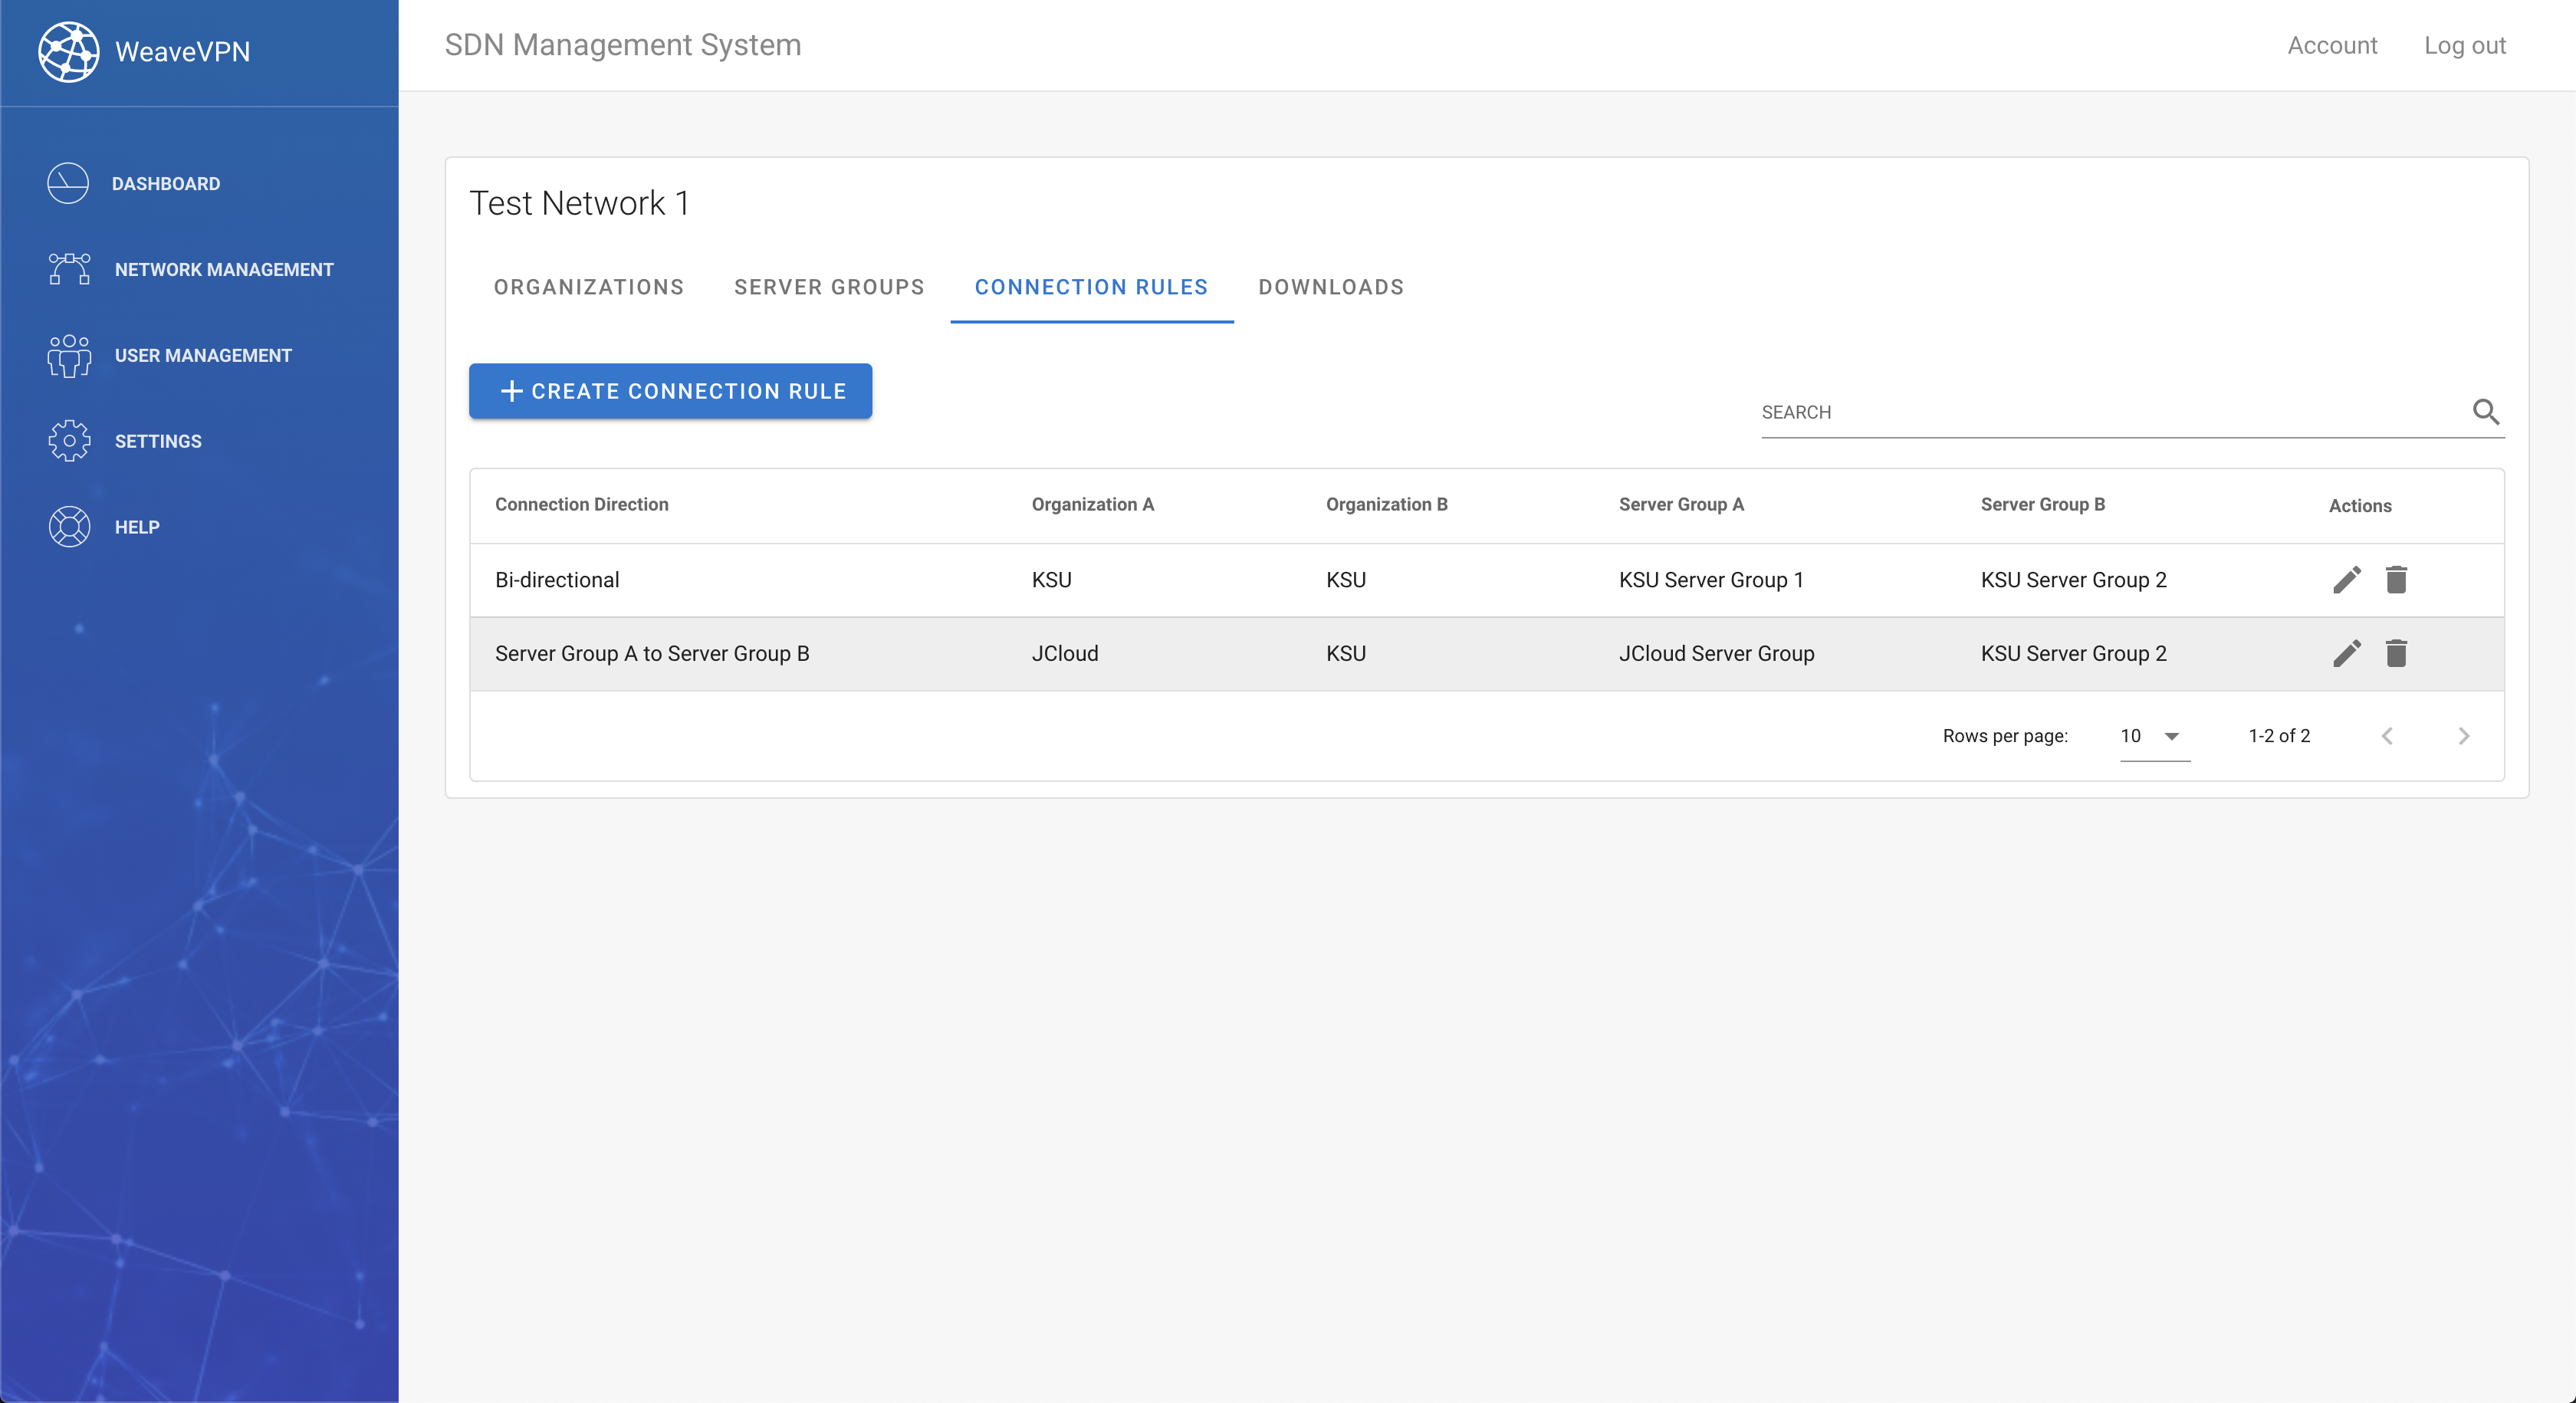 WeaveVPN
SDN Management System
Account
Log out
DASHBOARD
NETWORK MANAGEMENT
USER MANAGEMENT
SETTINGS
HELP
Test Network 1
ORGANIZATIONS SERVER GROUPS CONNECTION RULES DOWNLOADS
CREATE CONNECTION RULE
SEARCH
Connection Direction Organization A Organization B Server Group A Server Group B Actions
Bi-directional KSU KSU KSU Server Group 1 KSU Server Group 2
Server Group A to Server Group B JCloud KSU JCloud Server Group KSU Server Group 2
Rows per page: 10 1-2 of 2